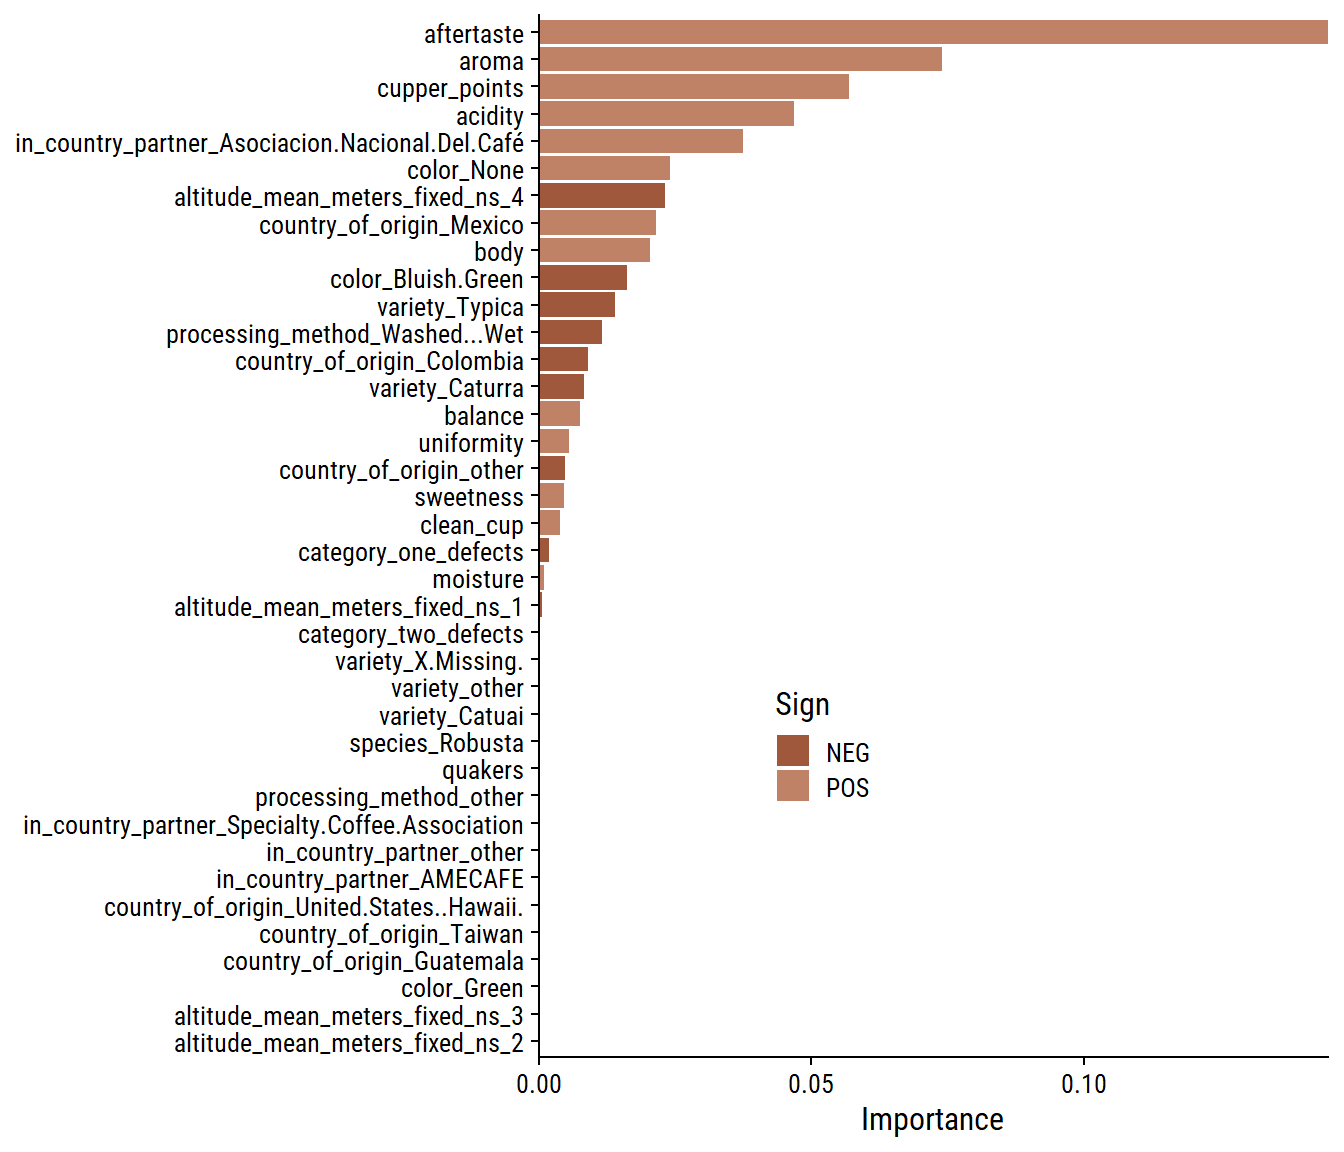 aftertaste
aroma
cupper_points
acidity
in_country_partner_Asociacion.Nacional.Del.Café
color_None
altitude_mean_meters_fixed_ns_4
country_of_origin_Mexico
body
color_Bluish.Green
variety_Typica
processing_method_Washed...Wet
country_of_origin_Colombia
variety_Caturra
balance
uniformity
country_of_origin_other
sweetness
clean_cup
category_one_defects
moisture
altitude_mean_meters_fixed_ns_1
category_two_defects
variety_X.Missing.
variety_other
variety_Catuai
species_Robusta
quakers
processing_method_other
in_country_partner_Specialty.Coffee.Association
in_country_partner_other
in_country_partner_AMECAFE
country_of_origin_United.States..Hawaii.
country_of_origin_Taiwan
country_of_origin_Guatemala
color_Green
altitude_mean_meters_fixed_ns_3
altitude_mean_meters_fixed_ns_2
Sign
NEG
POS
0.00 0.05 0.10
Importance